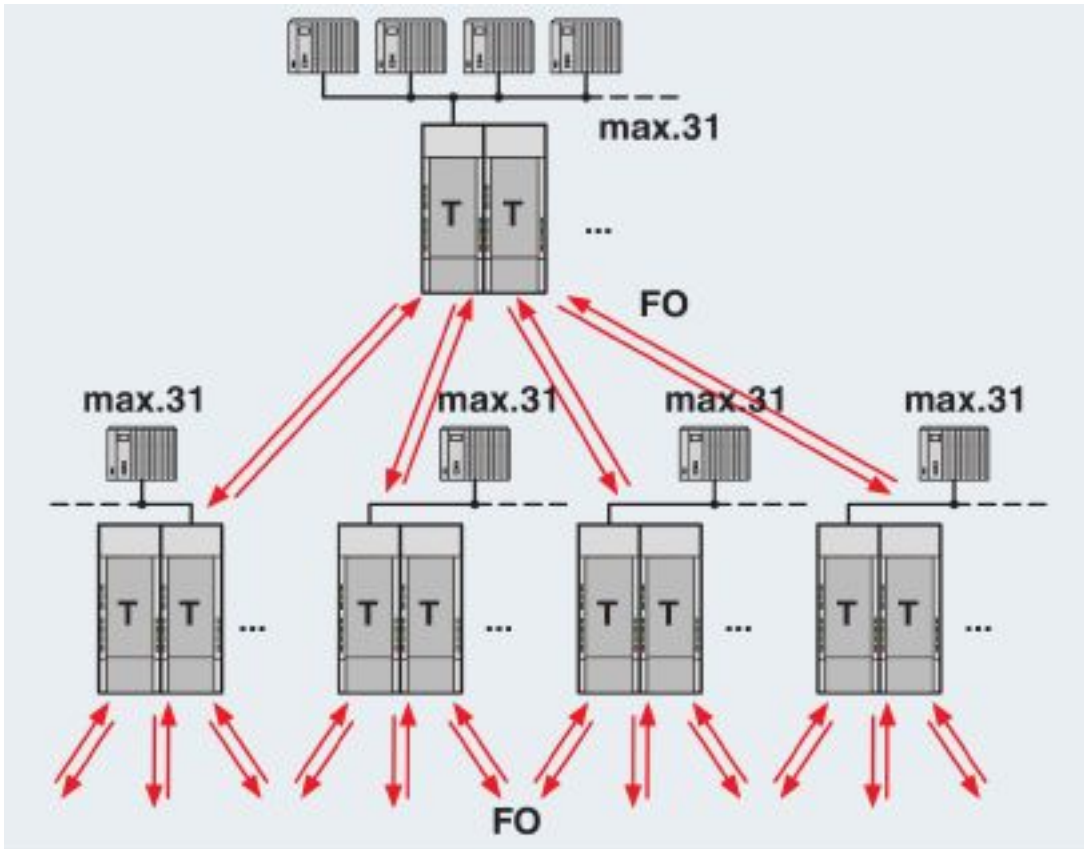 max.31
T T ...
FO
max.31 max.31 max.31 max.31
T T ... T T ... T T ... T T ...
FO